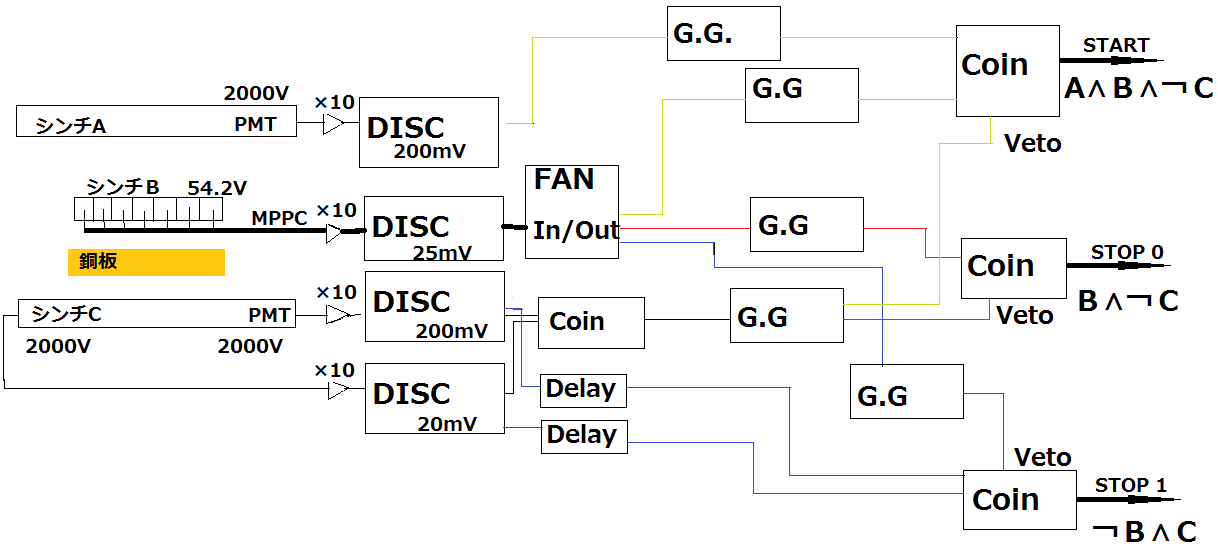 G.G.
START
Coin
A∧B∧¬C
2000V
×10
G.G
シンチA
PMT
DISC
200mV
Veto
FAN
シンチB
54.2V
MPPC
×10
DISC
25mV
In/Out
G.G
銅板
STOP 0
Coin
B∧¬C
×10
シンチC
PMT
DISC
200mV
Coin
G.G
Veto
2000V
2000V
×10
DISC
20mV
Delay
G.G
Delay
Veto
STOP 1
Coin
¬B∧C